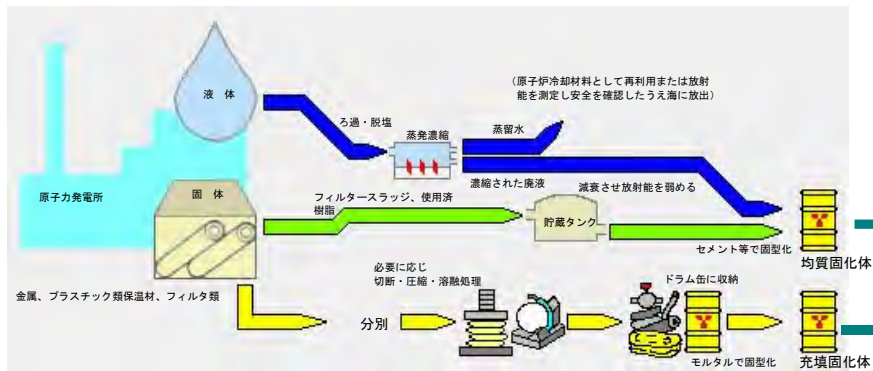 液 体
（原子炉冷却材料として再利用または放射
能を測定し安全を確認したうえ海に放出）
ろ過・脱塩
蒸発濃縮
蒸留水
原子力発電所
固 体
フィルタースラッジ、使用済
樹脂
濃縮された廃液
減衰させ放射能を弱める
貯蔵タンク
セメント等で固型化
均質固化体
金属、プラスチック類保温材、フィルタ類
必要に応じ
切断・圧縮・溶融処理
ドラム缶に収納
分別
モルタルで固型化
充填固化体